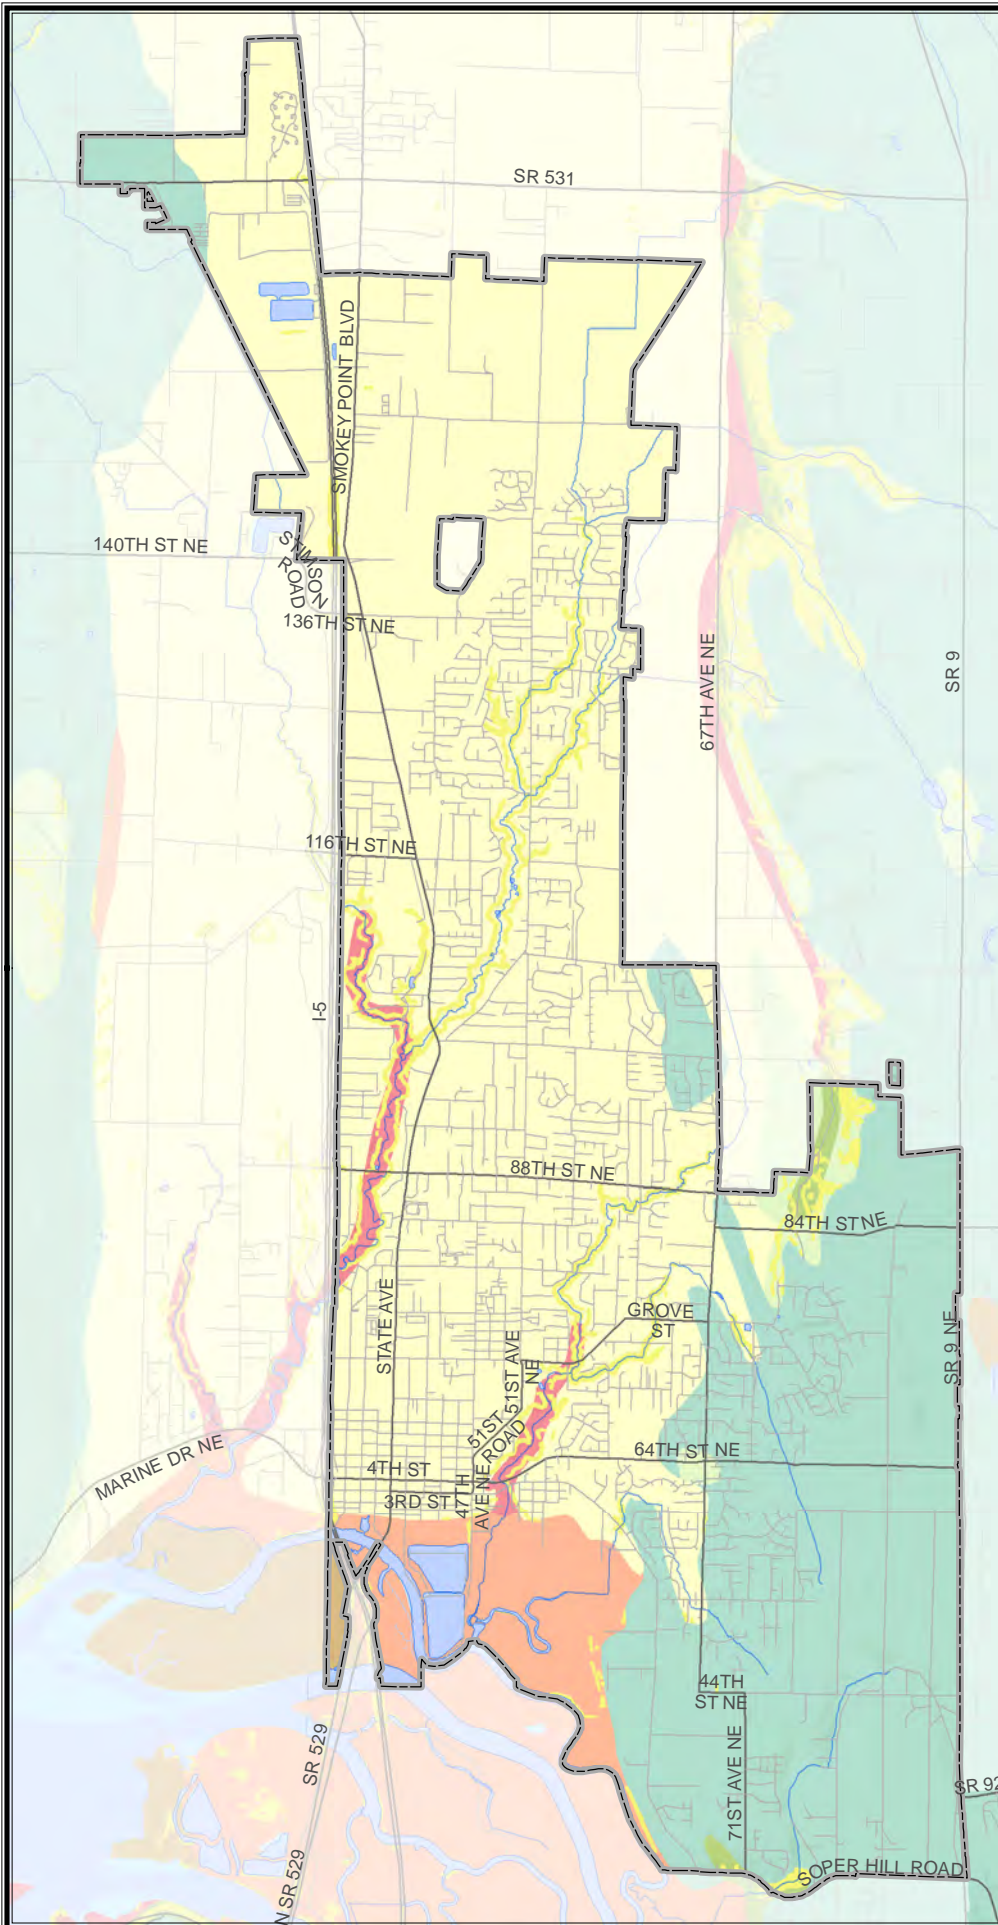 SR 531
SMOKEY POINT BLVD
140TH ST NE
STIMSON
ROAD
136TH ST NE
67TH AVE NE
SR 9
116TH ST NE
I-5
88TH ST NE
84TH ST NE
STATE AVE
GROVE
ST
51ST AVE
NE
SR 9 NE
51ST
ROAD
64TH ST NE
MARINE DR NE
4TH ST
47TH
AVE NE
3RD ST
44TH
ST NE
71ST AVE NE
SR 529
SR 92
SOPER HILL ROAD
N SR 529